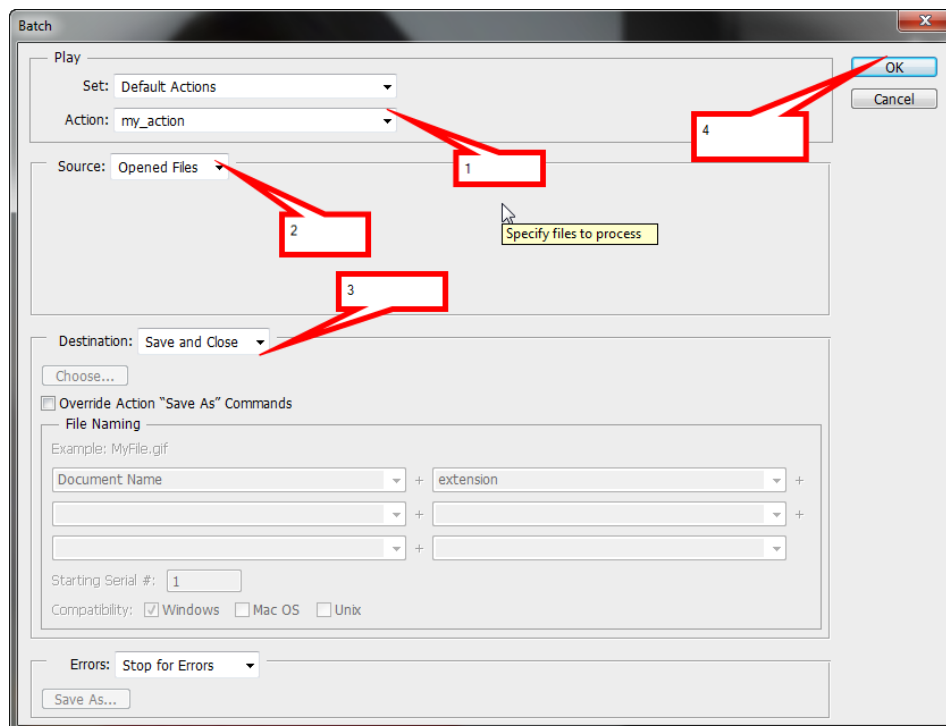 Batch
x
Play
Set: Default Actions
OK
Cancel
Action: my_action
4
1
Source: Opened Files
2
Specify files to process
3
Destination: Save and Close
Choose...
Override Action “Save As” Commands
File Naming
Example: MyFile.gif
Document Name + extension +
+ +
+
Starting Serial #: 1
Compatibility: Windows Mac OS Unix
Errors: Stop for Errors
Save As...